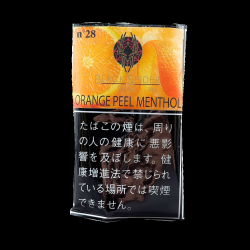 n°28
BLACK SPIDER
ORANGE PEEL MENTHOL
たばこの煙は、周り
の人の健康に悪影
響を及ぼします。健
康増進法で禁じられ
ている場所では喫煙
できません。